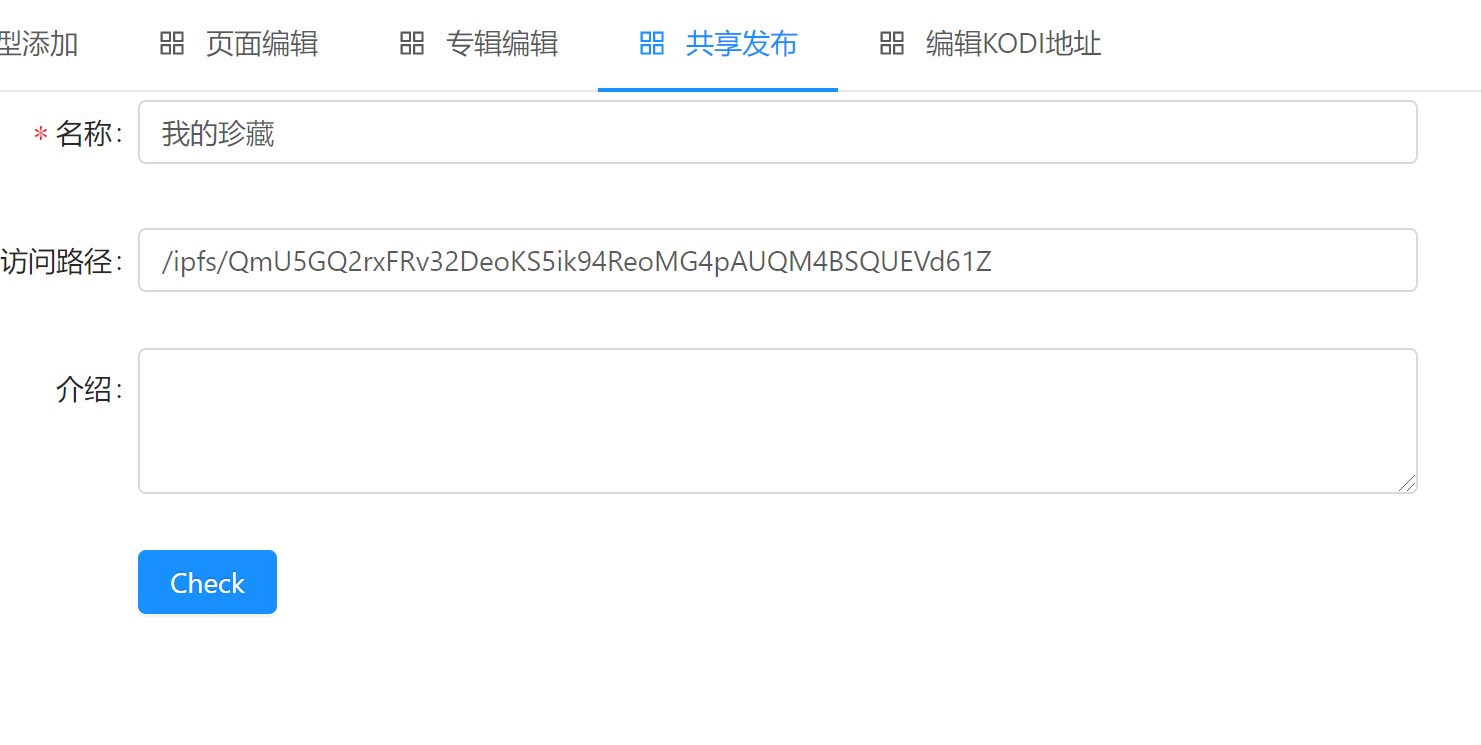 型添加 页面编辑 专辑编辑 共享发布 编辑KODI地址
* 名称: 我的珍藏
访问路径: /ipfs/QmU5GQ2rxFRv32DeoKS5ik94ReoMG4pAUQM4BSQUEVd61Z
介绍:
Check